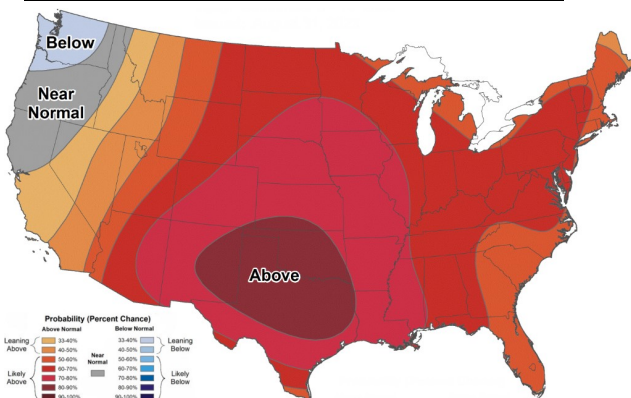 Below
Near
Normal
Above
Probability (Percent Chance)
Above Normal
Below Normal
Leaning
Above
33-40%
40-50%
50-60%
Likely
Above
60-70%
70-80%
80-90%
90-100%
Near
Normal
33-40%
40-50%
Leaning
Below
50-60%
60-70%
70-80%
80-90%
90-100%
Likely
Below